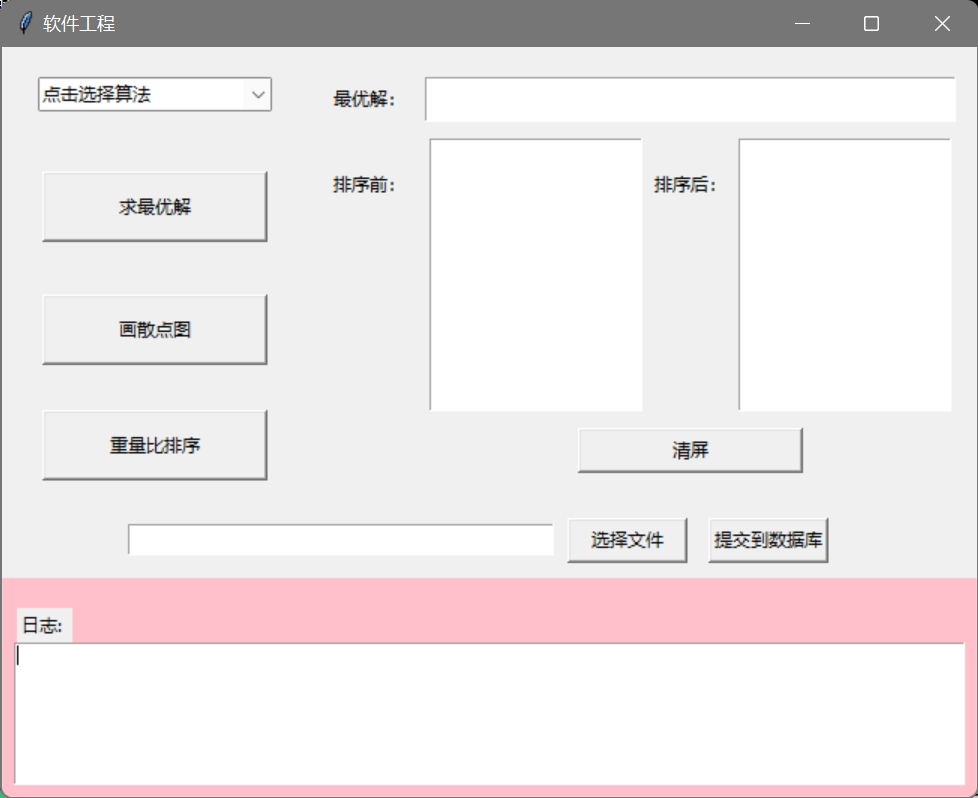 软件工程
点击选择算法
最优解：
排序前：
排序后：
求最优解
画散点图
重量比排序
清屏
选择文件
提交到数据库
日志: